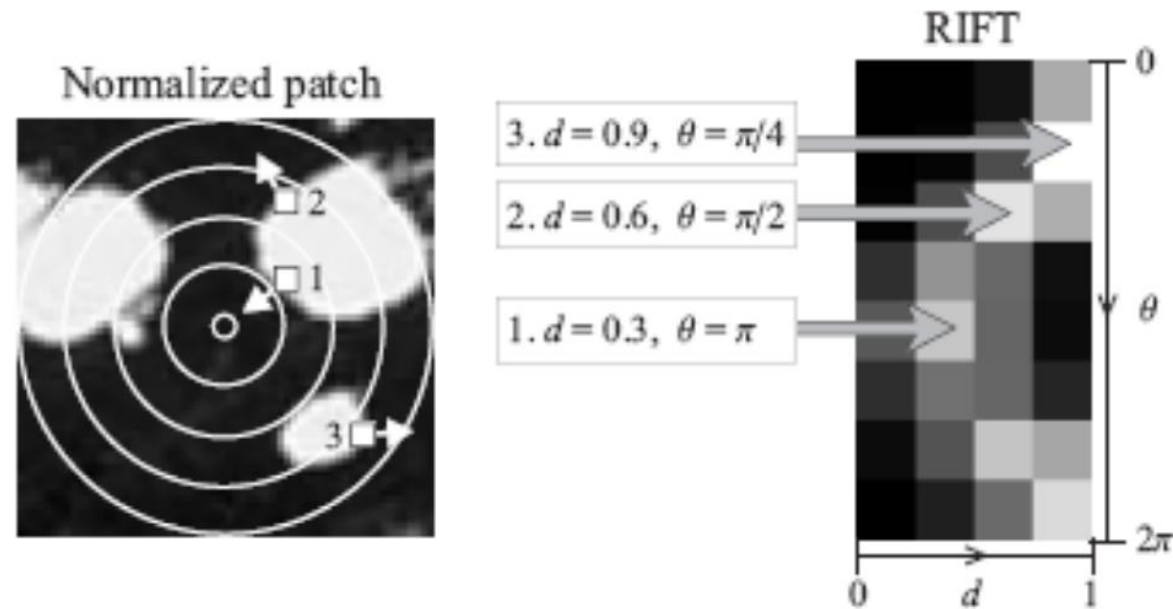 Normalized patch
2
1
3
3. d = 0.9, θ = π/4
2. d = 0.6, θ = π/2
1. d = 0.3, θ = π
RIFT
0
θ
2π
0 d 1